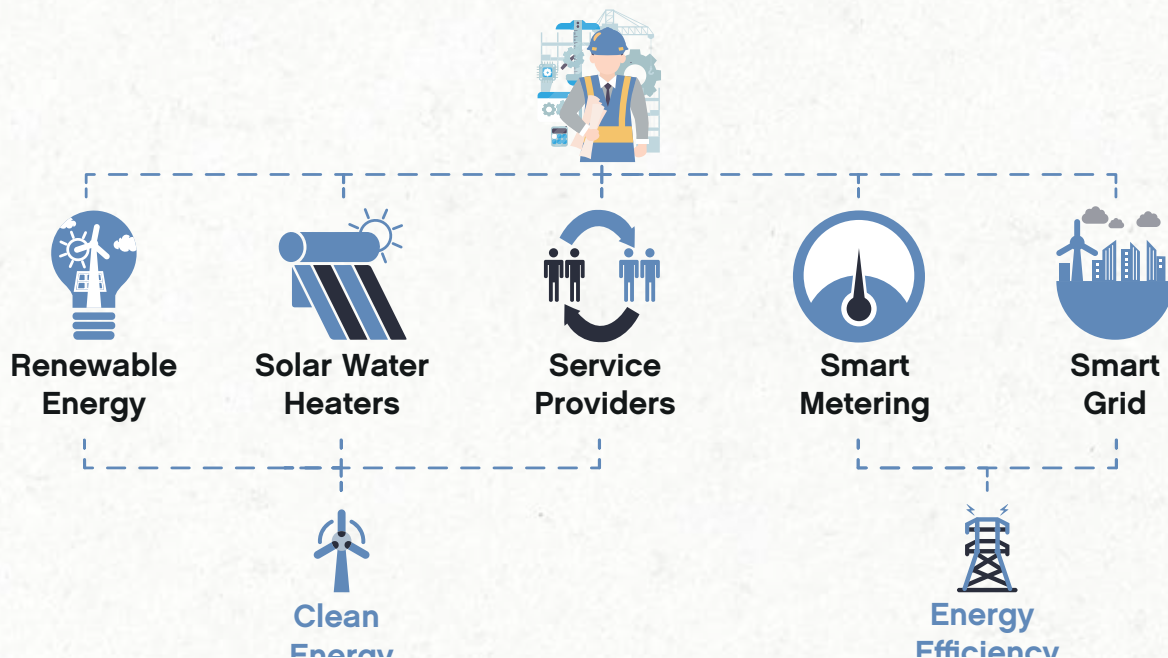 Renewable
Energy
Solar Water
Heaters
Service
Providers
Smart
Metering
Smart
Grid
Clean
Energy
Energy
Efficiency